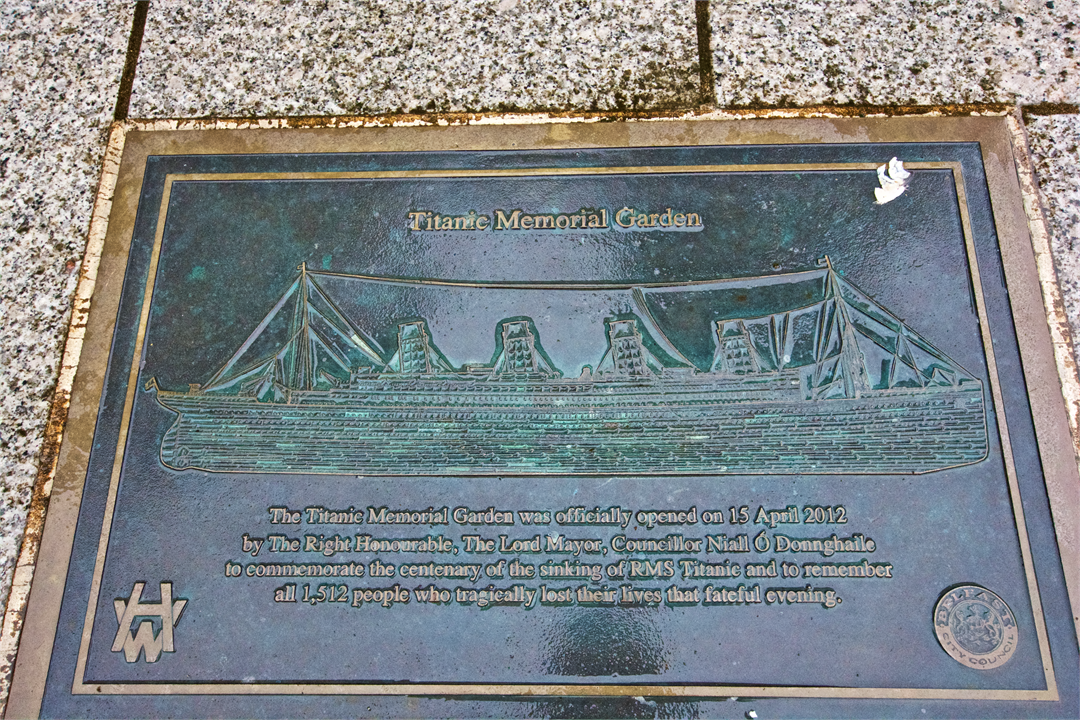 Titanic Memorial Garden
The Titanic Memorial Garden was officially opened on 15 April 2012
by The Right Honourable, The Lord Mayor, Councillor Niall Ó Donnghaile
to commemorate the centenary of the sinking of RMS Titanic and to remember
all 1,512 people who tragically lost their lives that fateful evening.
HW
BELFAST
CITY COUNCIL